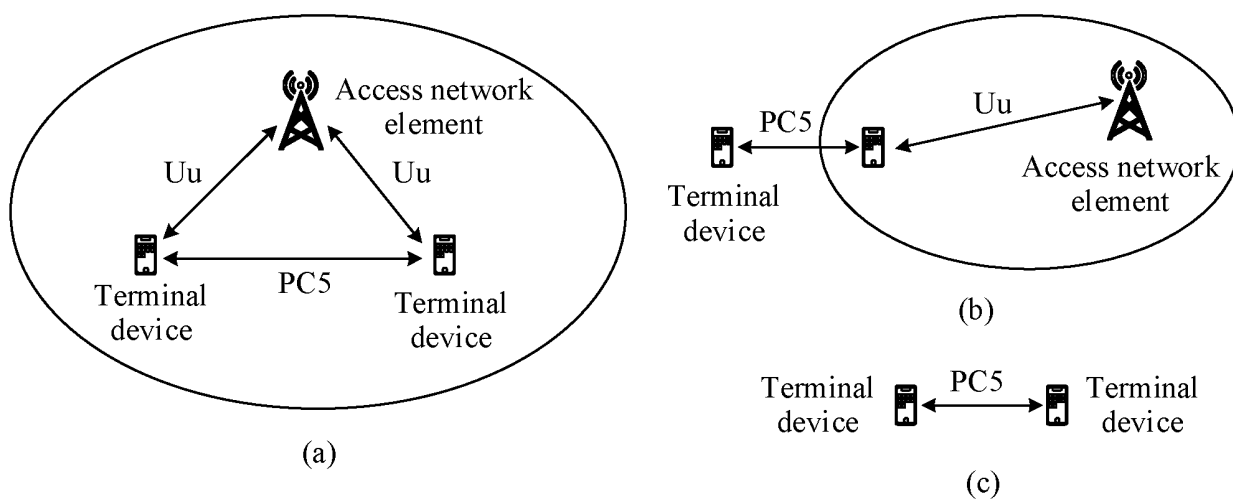 Access network
element
Uu
Uu
PC5
Terminal
device
Terminal
device
(a)
PC5
Uu
Terminal
device
Access network
element
(b)
Terminal
device
PC5
Terminal
device
(c)